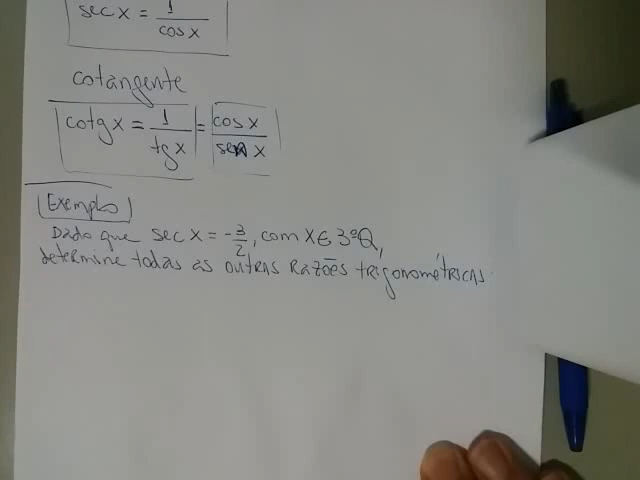 sec x = 1/cos x
cotangente
cotg x = 1/tg x = cos x/sen x
Exemplo
Dado que sec x = -3/2, com x ∈ 3ºQ,
determine todas as outras razões trigonométricas.